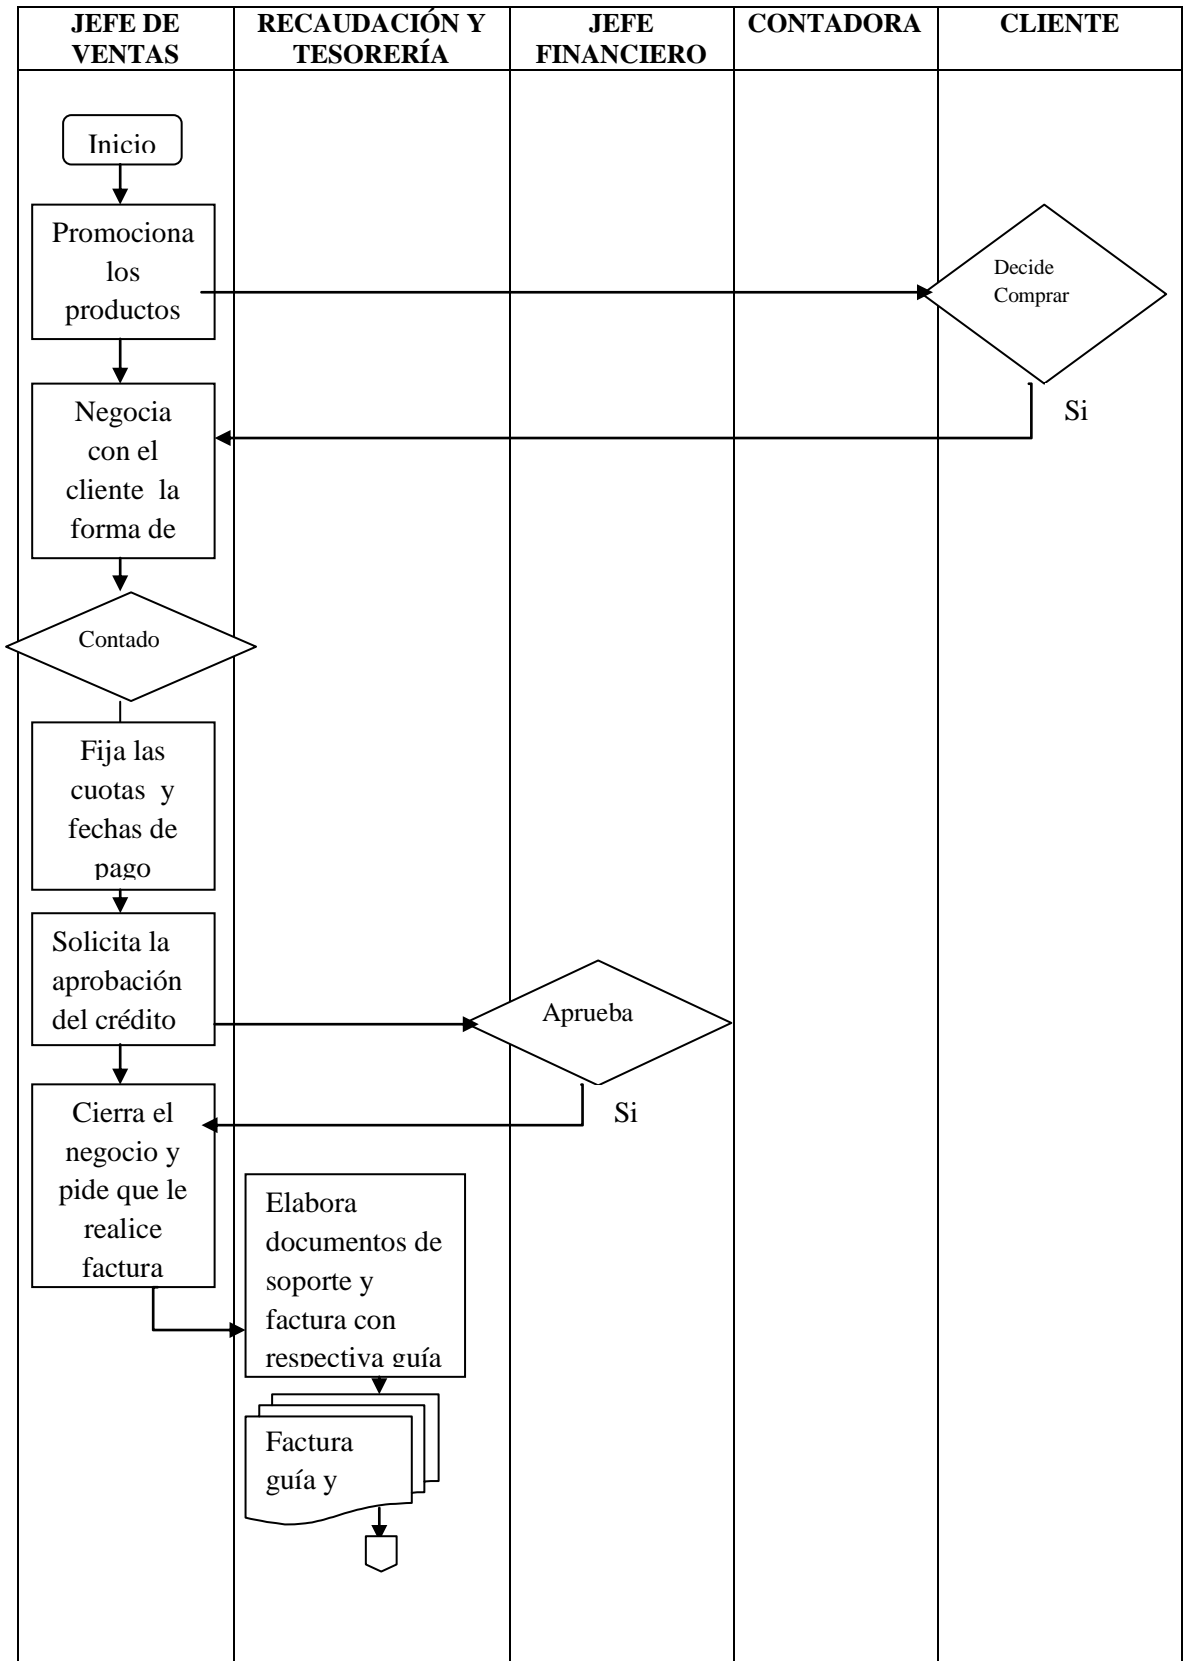 JEFE DE
VENTAS
RECAUDACIÓN Y
TESORERÍA
JEFE
FINANCIERO
CONTADORA
CLIENTE
Inicio
Promociona
los
productos
Decide
Comprar
Si
Negocia
con el
cliente la
forma de
Contado
Fija las
cuotas y
fechas de
pago
Solicita la
aprobación
del crédito
Aprueba
Si
Cierra el
negocio y
pide que le
realice
factura
Elabora
documentos de
soporte y
factura con
respectiva guía
Factura
guía y